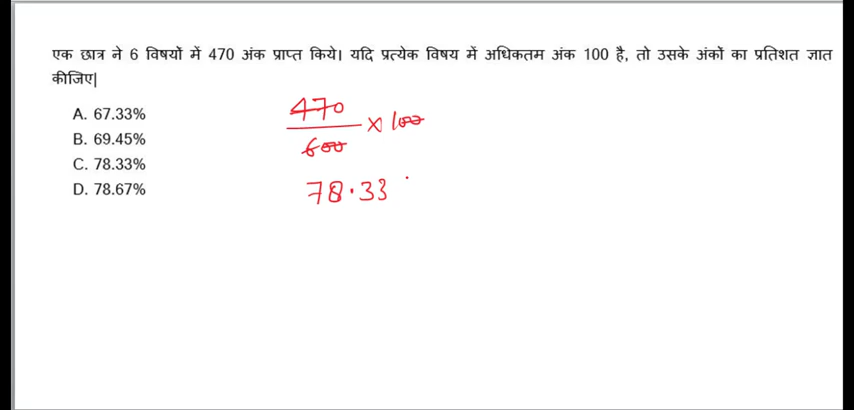 एक छात्र ने 6 विषयों में 470 अंक प्राप्त किये। यदि प्रत्येक विषय में अधिकतम अंक 100 है, तो उसके अंकों का प्रतिशत ज्ञात
कीजिए|
A. 67.33%
B. 69.45%
C. 78.33%
D. 78.67%
470
× 100
600
78.33